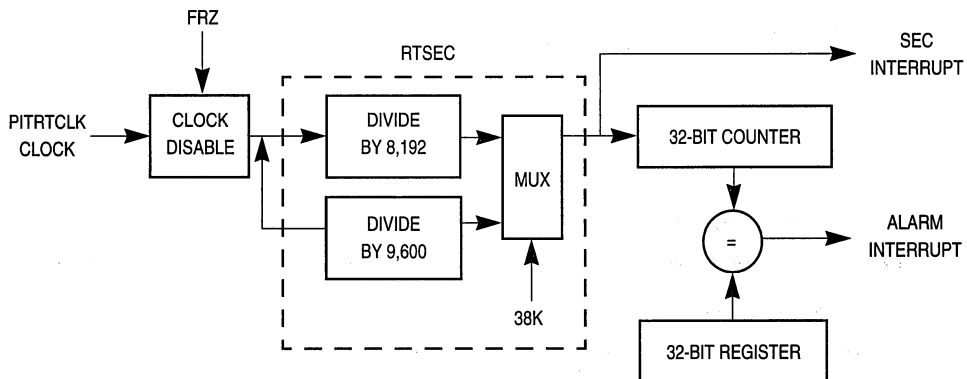 FRZ
RTSEC
SEC
INTERRUPT
PITRTCLK
CLOCK
CLOCK
DISABLE
DIVIDE
BY 8,192
MUX
32-BIT COUNTER
DIVIDE
BY 9,600
=
ALARM
INTERRUPT
38K
32-BIT REGISTER